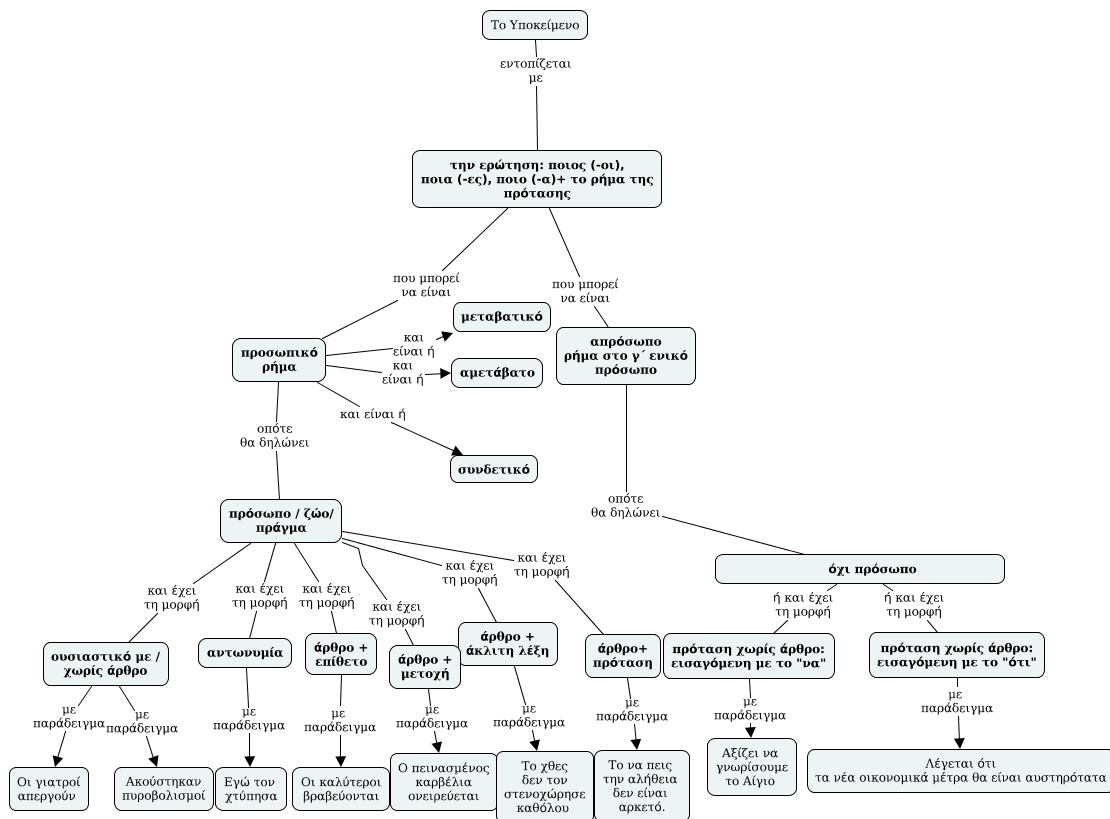 Το Υποκείμενο
εντοπίζεται
με
την ερώτηση: ποιος (-οι),
ποια (-ες), ποιο (-α)+ το ρήμα της
πρότασης
που μπορεί
να είναι
που μπορεί
να είναι
μεταβατικό
προσωπικό
ρήμα
και
είναι ή
και
είναι ή
αμετάβατο
απρόσωπο
ρήμα στο γ΄ ενικό
πρόσωπο
και είναι ή
οπότε
θα δηλώνει
συνδετικό
πρόσωπο / ζώο/
πράγμα
οπότε
θα δηλώνει
όχι πρόσωπο
και έχει
τη μορφή
και έχει
τη μορφή
και έχει
τη μορφή
και έχει
τη μορφή
και έχει
τη μορφή
και έχει
τη μορφή
ή και έχει
τη μορφή
ή και έχει
τη μορφή
ουσιαστικό με /
χωρίς άρθρο
αντωνυμία
άρθρο +
επίθετο
άρθρο +
μετοχή
άρθρο +
άκλιτη λέξη
άρθρο+
πρόταση
πρόταση χωρίς άρθρο:
εισαγόμενη με το "να"
πρόταση χωρίς άρθρο:
εισαγόμενη με το "ότι"
με
παράδειγμα
με
παράδειγμα
με
παράδειγμα
με
παράδειγμα
με
παράδειγμα
με
παράδειγμα
με
παράδειγμα
με
παράδειγμα
με
παράδειγμα
Οι γιατροί
απεργούν
Ακούστηκαν
πυροβολισμοί
Εγώ τον
χτύπησα
Οι καλύτεροι
βραβεύονται
Ο πεινασμένος
καρβέλια
ονειρεύεται
Το χθες
δεν τον
στενοχώρησε
καθόλου
Το να πεις
την αλήθεια
δεν είναι
αρκετό.
Αξίζει να
γνωρίσουμε
το Αίγιο
Λέγεται ότι
τα νέα οικονομικά μέτρα θα είναι αυστηρότατα